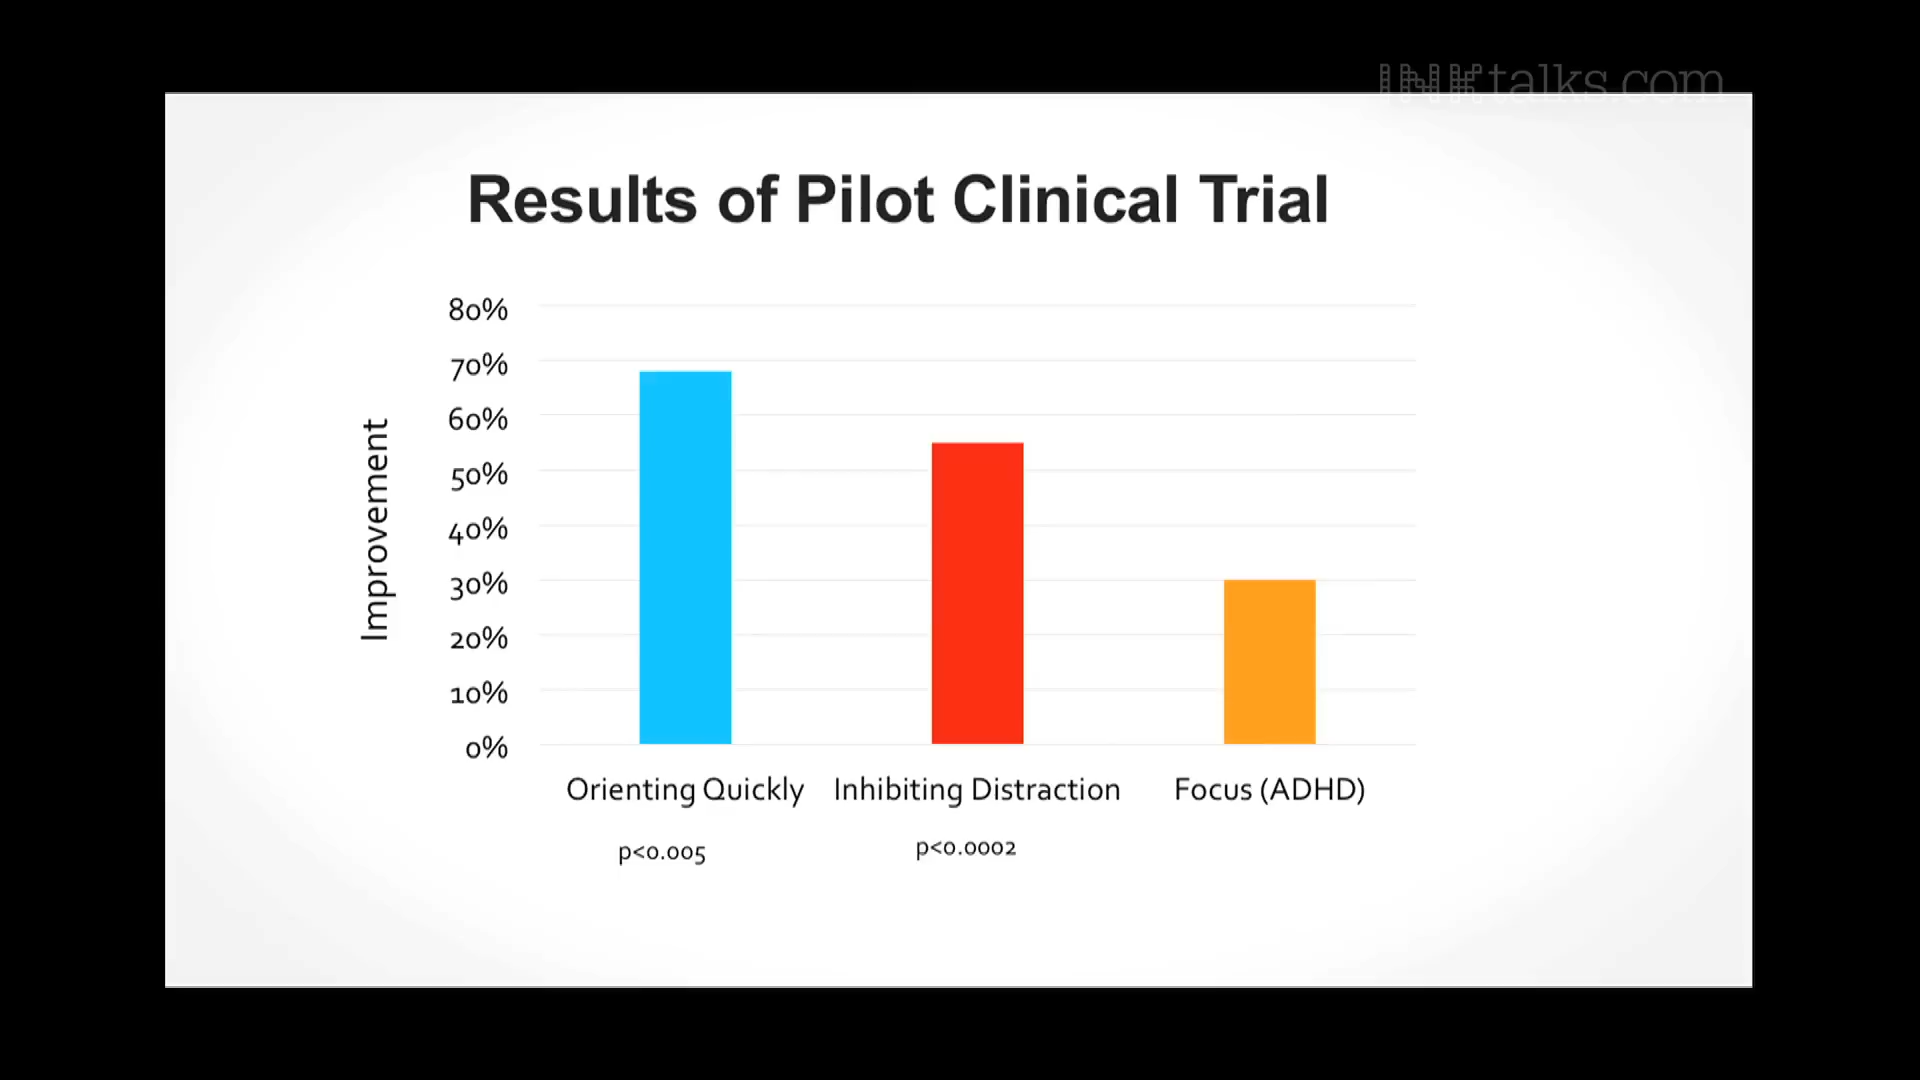 INKtalks.com
Results of Pilot Clinical Trial
80%
70%
60%
50%
40%
30%
20%
10%
0%
Improvement
Orienting Quickly Inhibiting Distraction Focus (ADHD)
p<0.005 p<0.0002